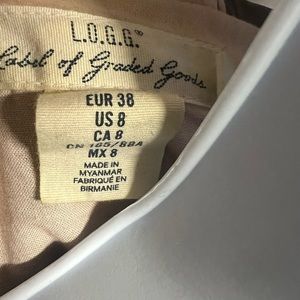 L.O.G.G.®
Label of Graded Goods
EUR 38
US 8
CA 8
CN 165/88A
MX 8
MADE IN
MYANMAR
FABRIQUÉ EN
BIRMANIE